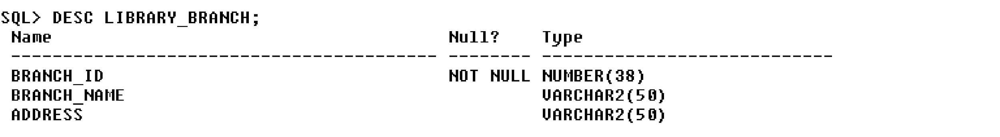 SQL> DESC LIBRARY_BRANCH;
 Name                                      Null?    Type
 ----------------------------------------- -------- ----------------------------
 BRANCH_ID                                 NOT NULL NUMBER(38)
 BRANCH_NAME                                        VARCHAR2(50)
 ADDRESS                                            VARCHAR2(50)